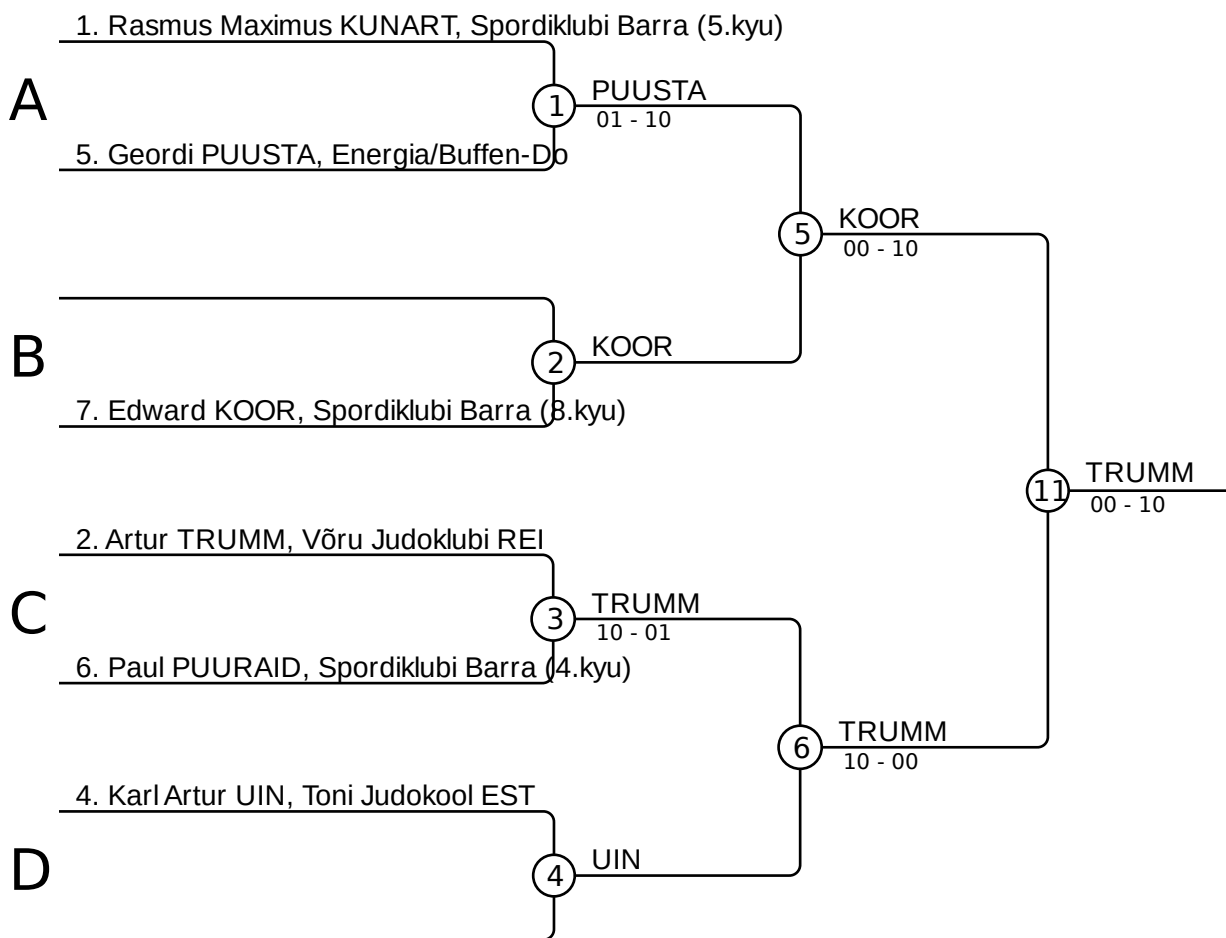 1. Rasmus Maximus KUNART, Spordiklubi Barra (5.kyu)
A
1
PUUSTA
01 - 10
5. Geordi PUUSTA, Energia/Buffen-Do
5
KOOR
00 - 10
B
2
KOOR
7. Edward KOOR, Spordiklubi Barra (8.kyu)
11
TRUMM
00 - 10
2. Artur TRUMM, Võru Judoklubi REI
C
3
TRUMM
10 - 01
6. Paul PUURAID, Spordiklubi Barra (4.kyu)
6
TRUMM
10 - 00
4. Karl Artur UIN, Toni Judokool EST
D
4
UIN